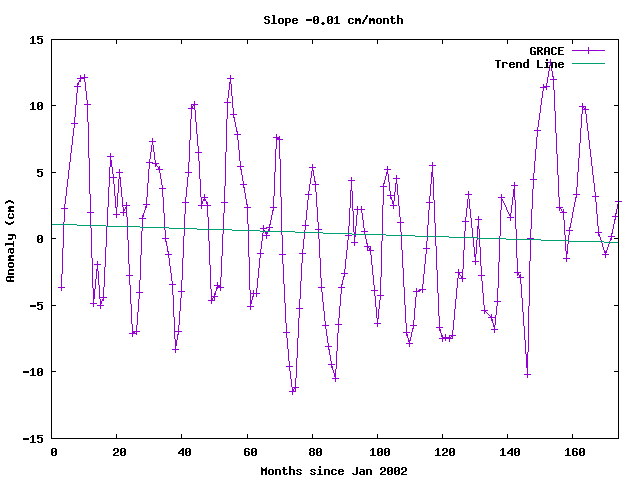 Slope -0.01 cm/month
15
10
5
0
-5
-10
-15
Anomaly (cm)
GRACE
Trend Line
0 20 40 60 80 100 120 140 160
Months since Jan 2002